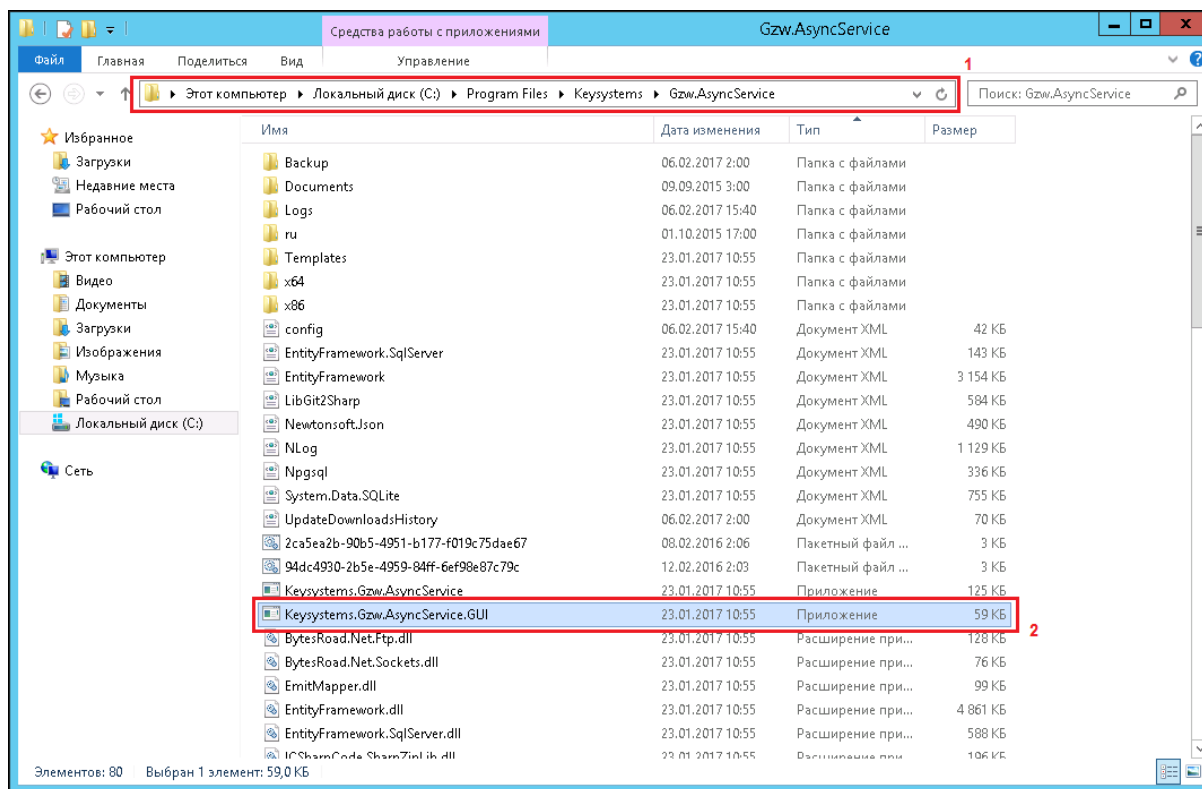 Средства работы с приложениями
Gzw.AsyncService
Файл Главная Поделиться Вид Управление
1
Этот компьютер Локальный диск (C:) Program Files Keysystems Gzw.AsyncService
Поиск: Gzw.AsyncService
Избранное
Загрузки
Недавние места
Рабочий стол
Этот компьютер
Видео
Документы
Загрузки
Изображения
Музыка
Рабочий стол
Локальный диск (C:)
Сеть
Имя Дата изменения Тип Размер
Backup 06.02.2017 2:00 Папка с файлами
Documents 09.09.2015 3:00 Папка с файлами
Logs 06.02.2017 15:40 Папка с файлами
ru 01.10.2015 17:00 Папка с файлами
Templates 23.01.2017 10:55 Папка с файлами
x64 23.01.2017 10:55 Папка с файлами
x86 23.01.2017 10:55 Папка с файлами
config 06.02.2017 15:40 Документ XML 42 КБ
EntityFramework.SqlServer 23.01.2017 10:55 Документ XML 143 КБ
EntityFramework 23.01.2017 10:55 Документ XML 3 154 КБ
LibGit2Sharp 23.01.2017 10:55 Документ XML 584 КБ
Newtonsoft.Json 23.01.2017 10:55 Документ XML 490 КБ
NLog 23.01.2017 10:55 Документ XML 1 129 КБ
Npgsql 23.01.2017 10:55 Документ XML 336 КБ
System.Data.SQLite 23.01.2017 10:55 Документ XML 755 КБ
UpdateDownloadsHistory 06.02.2017 2:00 Документ XML 70 КБ
2ca5ea2b-90b5-4951-b177-f019c75dae67 08.02.2016 2:06 Пакетный файл ... 3 КБ
94dc4930-2b5e-4959-84ff-6ef98e87c79c 12.02.2016 2:03 Пакетный файл ... 3 КБ
Keysystems.Gzw.AsyncService 23.01.2017 10:55 Приложение 125 КБ
Keysystems.Gzw.AsyncService.GUI 23.01.2017 10:55 Приложение 59 КБ
2
BytesRoad.Net.Ftp.dll 23.01.2017 10:55 Расширение при... 128 КБ
BytesRoad.Net.Sockets.dll 23.01.2017 10:55 Расширение при... 76 КБ
EmitMapper.dll 23.01.2017 10:55 Расширение при... 99 КБ
EntityFramework.dll 23.01.2017 10:55 Расширение при... 4 861 КБ
EntityFramework.SqlServer.dll 23.01.2017 10:55 Расширение при... 588 КБ
ICSharpCode.SharpZipLib.dll 23.01.2017 10:55 Расширение при... 196 КБ
Элементов: 80 Выбран 1 элемент: 59,0 КБ